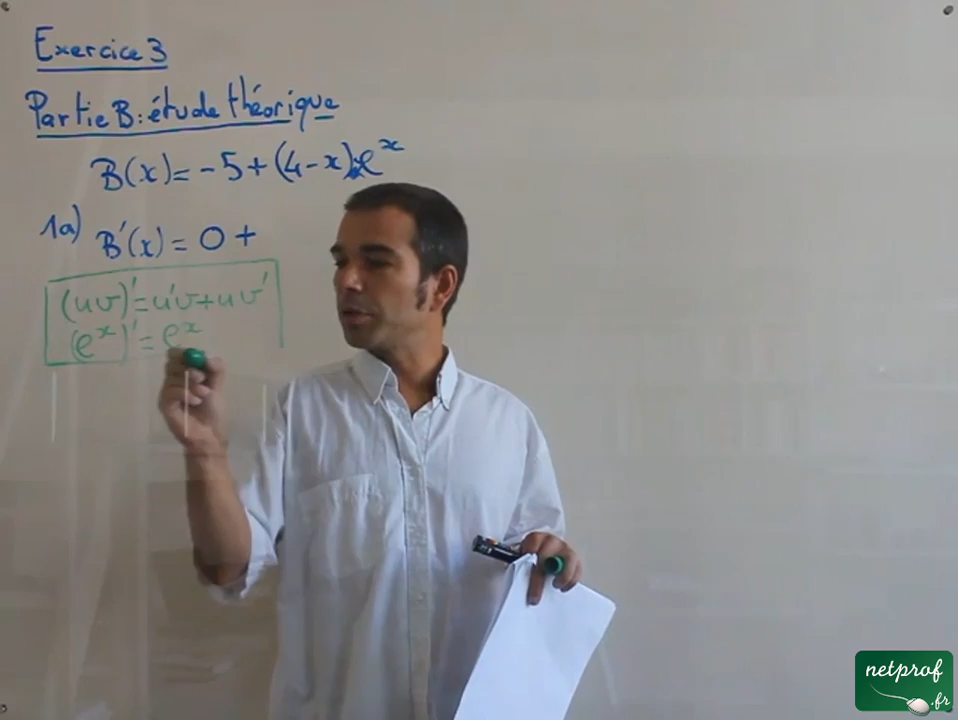 Exercice 3
Partie B: étude théorique
B(x) = -5 + (4-x) e^x
1a) B'(x) = 0 +
(uv)' = u'v + uv'
(e^x)' = e^x
netprof
.fr